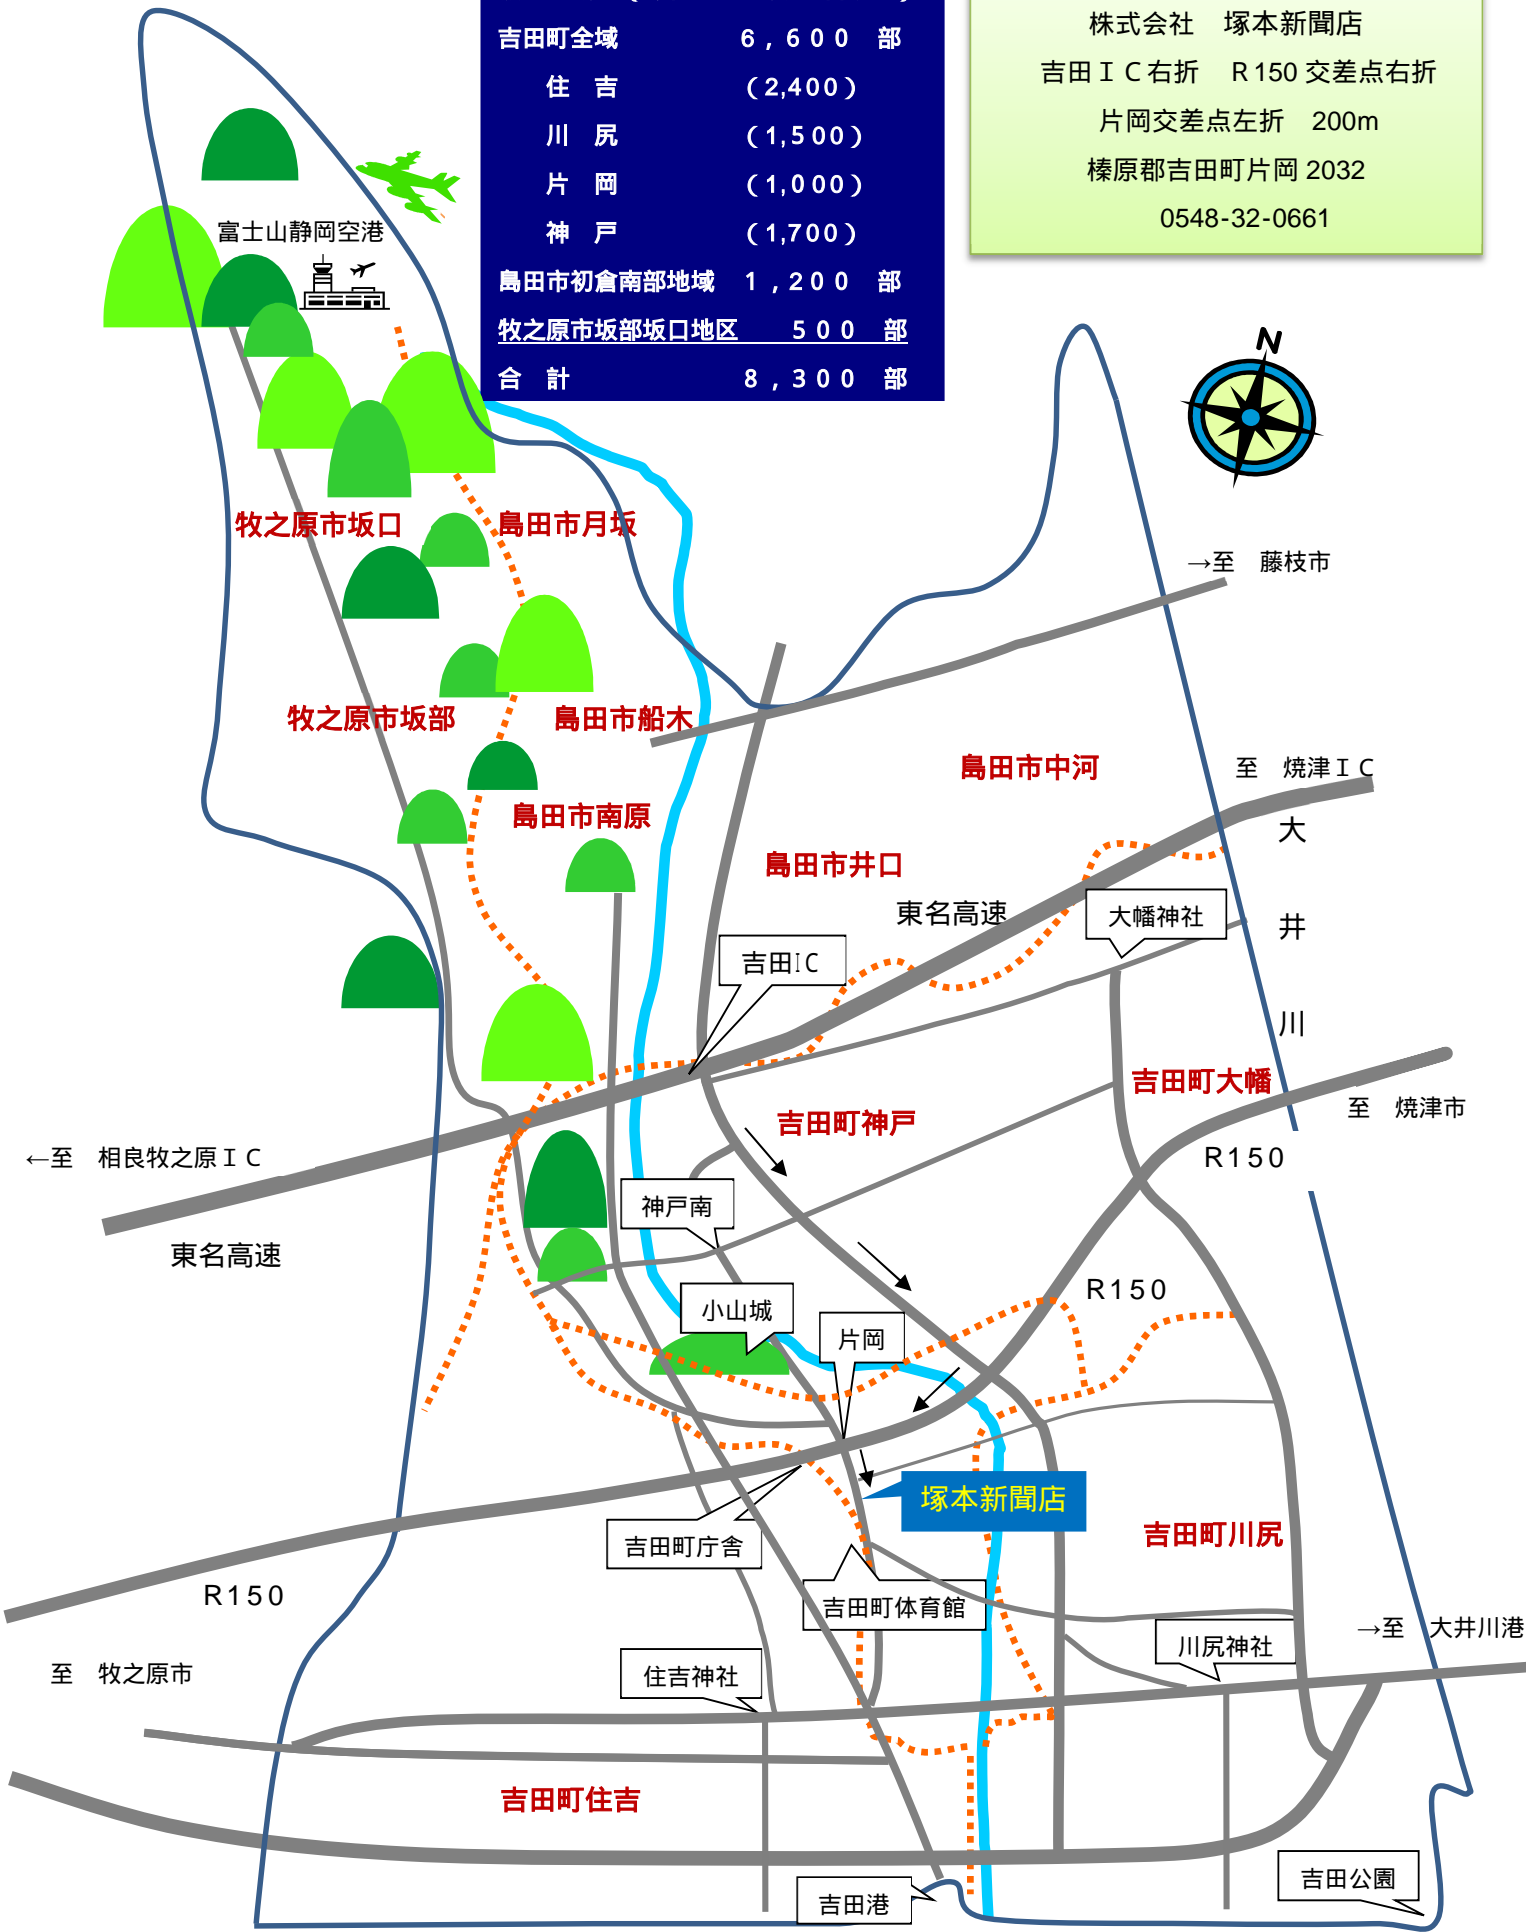 吉田町全域 6,600 部
住 吉 (2,400)
川 尻 (1,500)
片 岡 (1,000)
神 戸 (1,700)
島田市初倉南部地域 1,200 部
牧之原市坂部坂口地区 500 部
合 計 8,300 部
株式会社 塚本新聞店
吉田IC右折 R150交差点右折
片岡交差点左折 200m
榛原郡吉田町片岡2032
0548-32-0661
富士山静岡空港
N
牧之原市坂口
島田市月坂
→至 藤枝市
牧之原市坂部
島田市船木
島田市中河
至 焼津IC
島田市南原
大
井
川
島田市井口
東名高速
大幡神社
吉田IC
吉田町大幡
至 焼津市
吉田町神戸
R150
←至 相良牧之原IC
神戸南
東名高速
R150
小山城
片岡
塚本新聞店
吉田町川尻
吉田町庁舎
R150
吉田町体育館
→至 大井川港
川尻神社
至 牧之原市
住吉神社
吉田町住吉
吉田公園
吉田港